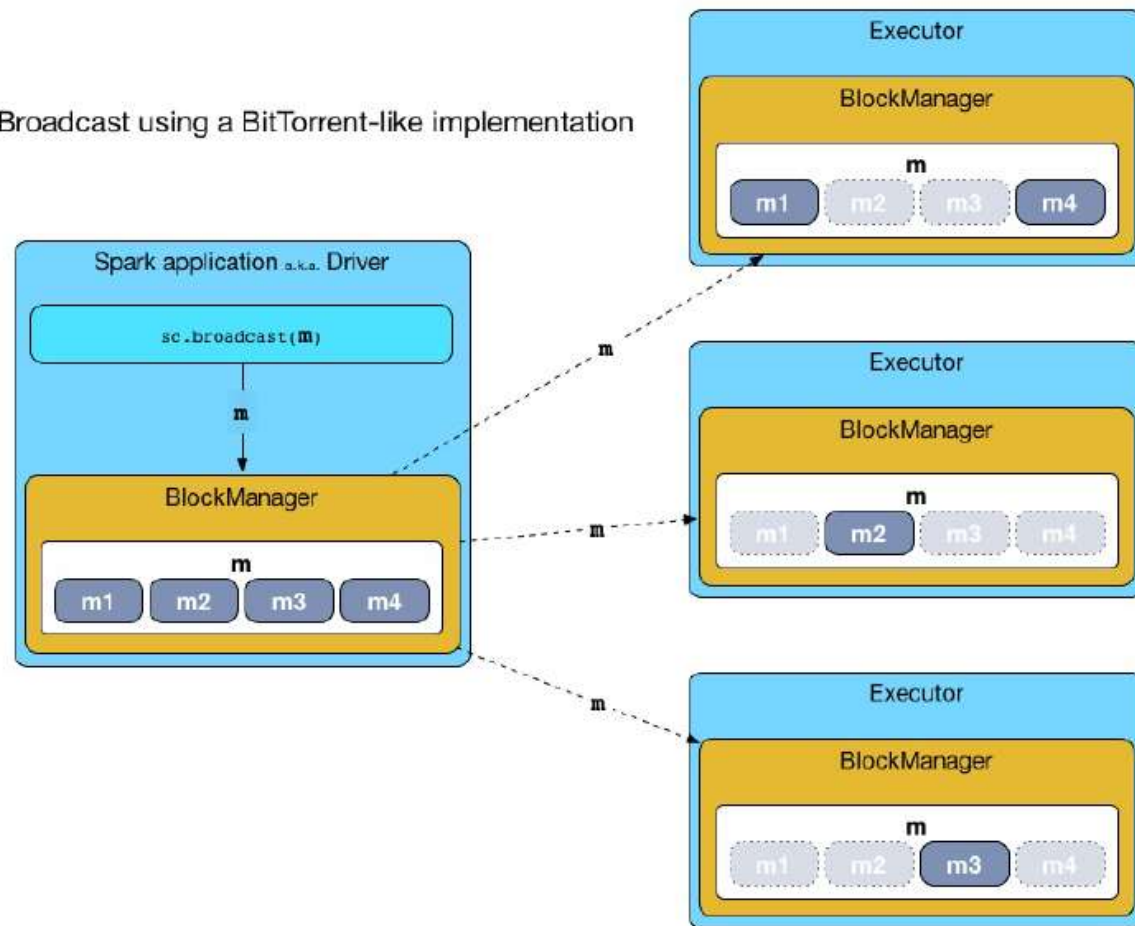 Broadcast using a BitTorrent-like implementation
Spark application a.k.a. Driver
sc.broadcast(m)
m
BlockManager
m
m1 m2 m3 m4
m
m
m
Executor
BlockManager
m
m1 m2 m3 m4
Executor
BlockManager
m
m1 m2 m3 m4
Executor
BlockManager
m
m1 m2 m3 m4